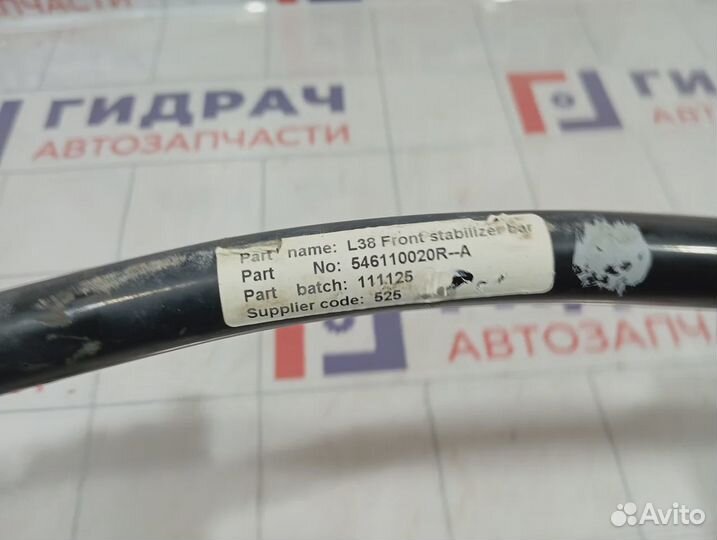 АВТОЗАПЧАСТИ
ГИДРАЧ
АВТОЗАПЧАСТИ
ГИДРАЧ
АВТОЗАПЧАСТИ
Part name: L38 Front stabilizer bar
Part No: 546110020R--A
Part batch: 111125
Supplier code: 525
Avito